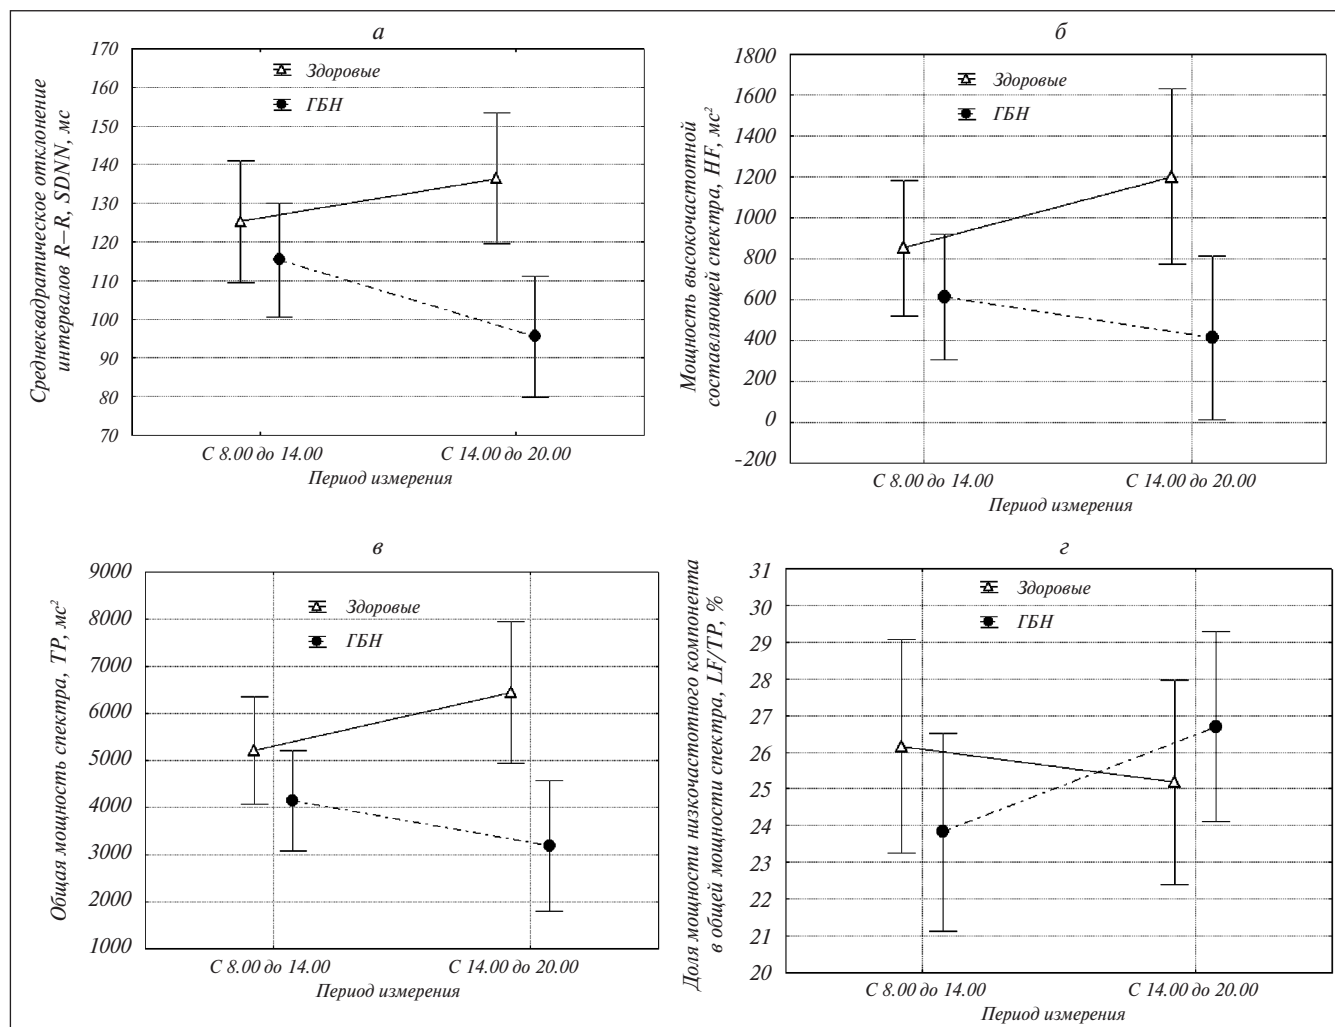 а
Среднеквадратическое отклонение
интервалов R–R, SDNN, мс
170
160
150
140
130
120
110
100
90
80
70
Здоровые
ГБН
С 8.00 до 14.00
С 14.00 до 20.00
Период измерения
б
Мощность высокочастотной
составляющей спектра, HF, мс²
1800
1600
1400
1200
1000
800
600
400
200
0
-200
Здоровые
ГБН
С 8.00 до 14.00
С 14.00 до 20.00
Период измерения
в
Общая мощность спектра, TP, мс²
9000
8000
7000
6000
5000
4000
3000
2000
1000
Здоровые
ГБН
С 8.00 до 14.00
С 14.00 до 20.00
Период измерения
г
Доля мощности низкочастотного компонента
в общей мощности спектра, LF/TP, %
31
30
29
28
27
26
25
24
23
22
21
20
Здоровые
ГБН
С 8.00 до 14.00
С 14.00 до 20.00
Период измерения